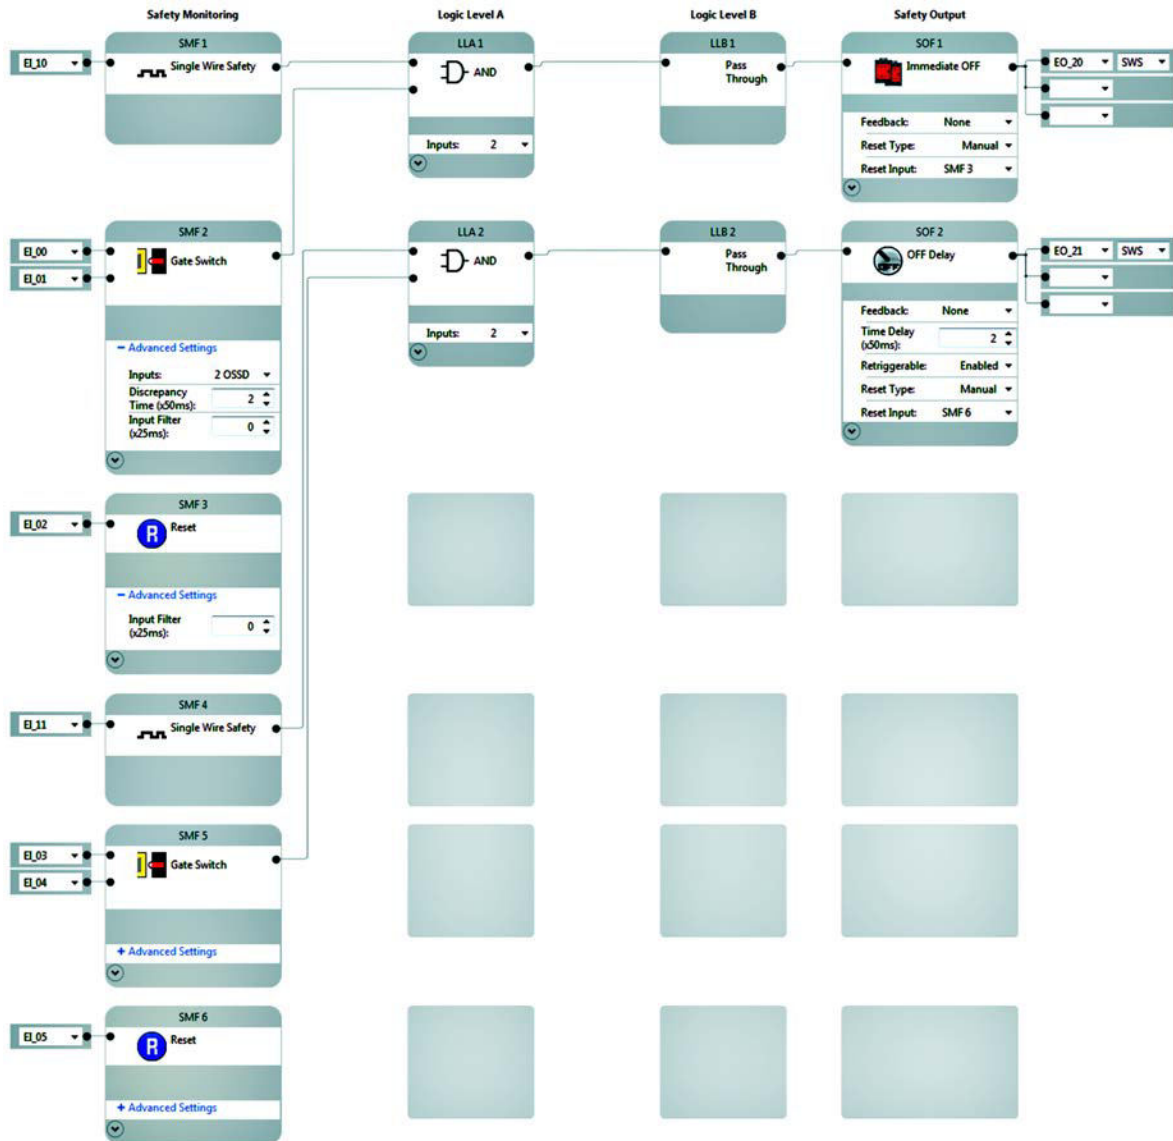 Safety Monitoring
Logic Level A
Logic Level B
Safety Output
SMF 1
LLA 1
LLB 1
SOF 1
EI_10
Single Wire Safety
AND
Pass
Through
Immediate OFF
EO_20
SWS
Inputs: 2
Feedback: None
Reset Type: Manual
Reset Input: SMF 3
SMF 2
LLA 2
LLB 2
SOF 2
EI_00
EI_01
Gate Switch
AND
Pass
Through
OFF
OFF Delay
EO_21
SWS
Inputs: 2
Feedback: None
Time Delay
(x50ms): 2
Retriggerable: Enabled
Reset Type: Manual
Reset Input: SMF 6
− Advanced Settings
Inputs: 2 OSSD
Discrepancy
Time (x50ms): 2
Input Filter
(x25ms): 0
SMF 3
EI_02
R
Reset
− Advanced Settings
Input Filter
(x25ms): 0
SMF 4
EI_11
Single Wire Safety
SMF 5
EI_03
EI_04
Gate Switch
+ Advanced Settings
SMF 6
EI_05
R
Reset
+ Advanced Settings